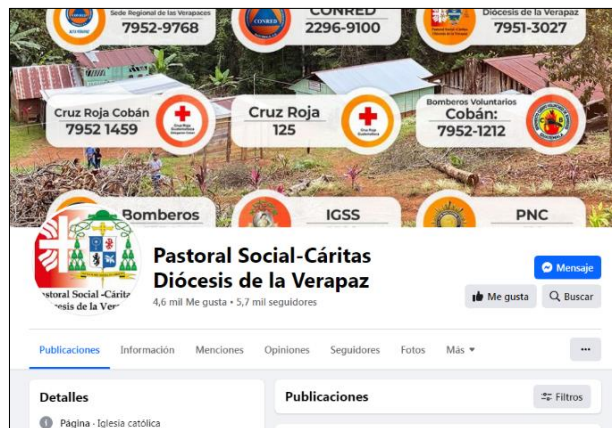 Sede Regional de las Verapaces
7952-9768
CONRED
2296-9100
Diócesis de la Verapaz
7951-3027
Cruz Roja Cobán
7952 1459
Cruz Roja
125
Bomberos Voluntarios
Cobán:
7952-1212
Bomberos
IGSS
PNC
Pastoral Social-Cáritas
Diócesis de la Verapaz
4,6 mil Me gusta • 5,7 mil seguidores
Mensaje
Me gusta
Buscar
Publicaciones
Información
Menciones
Opiniones
Seguidores
Fotos
Más
Detalles
Página · Iglesia católica
Publicaciones
Filtros